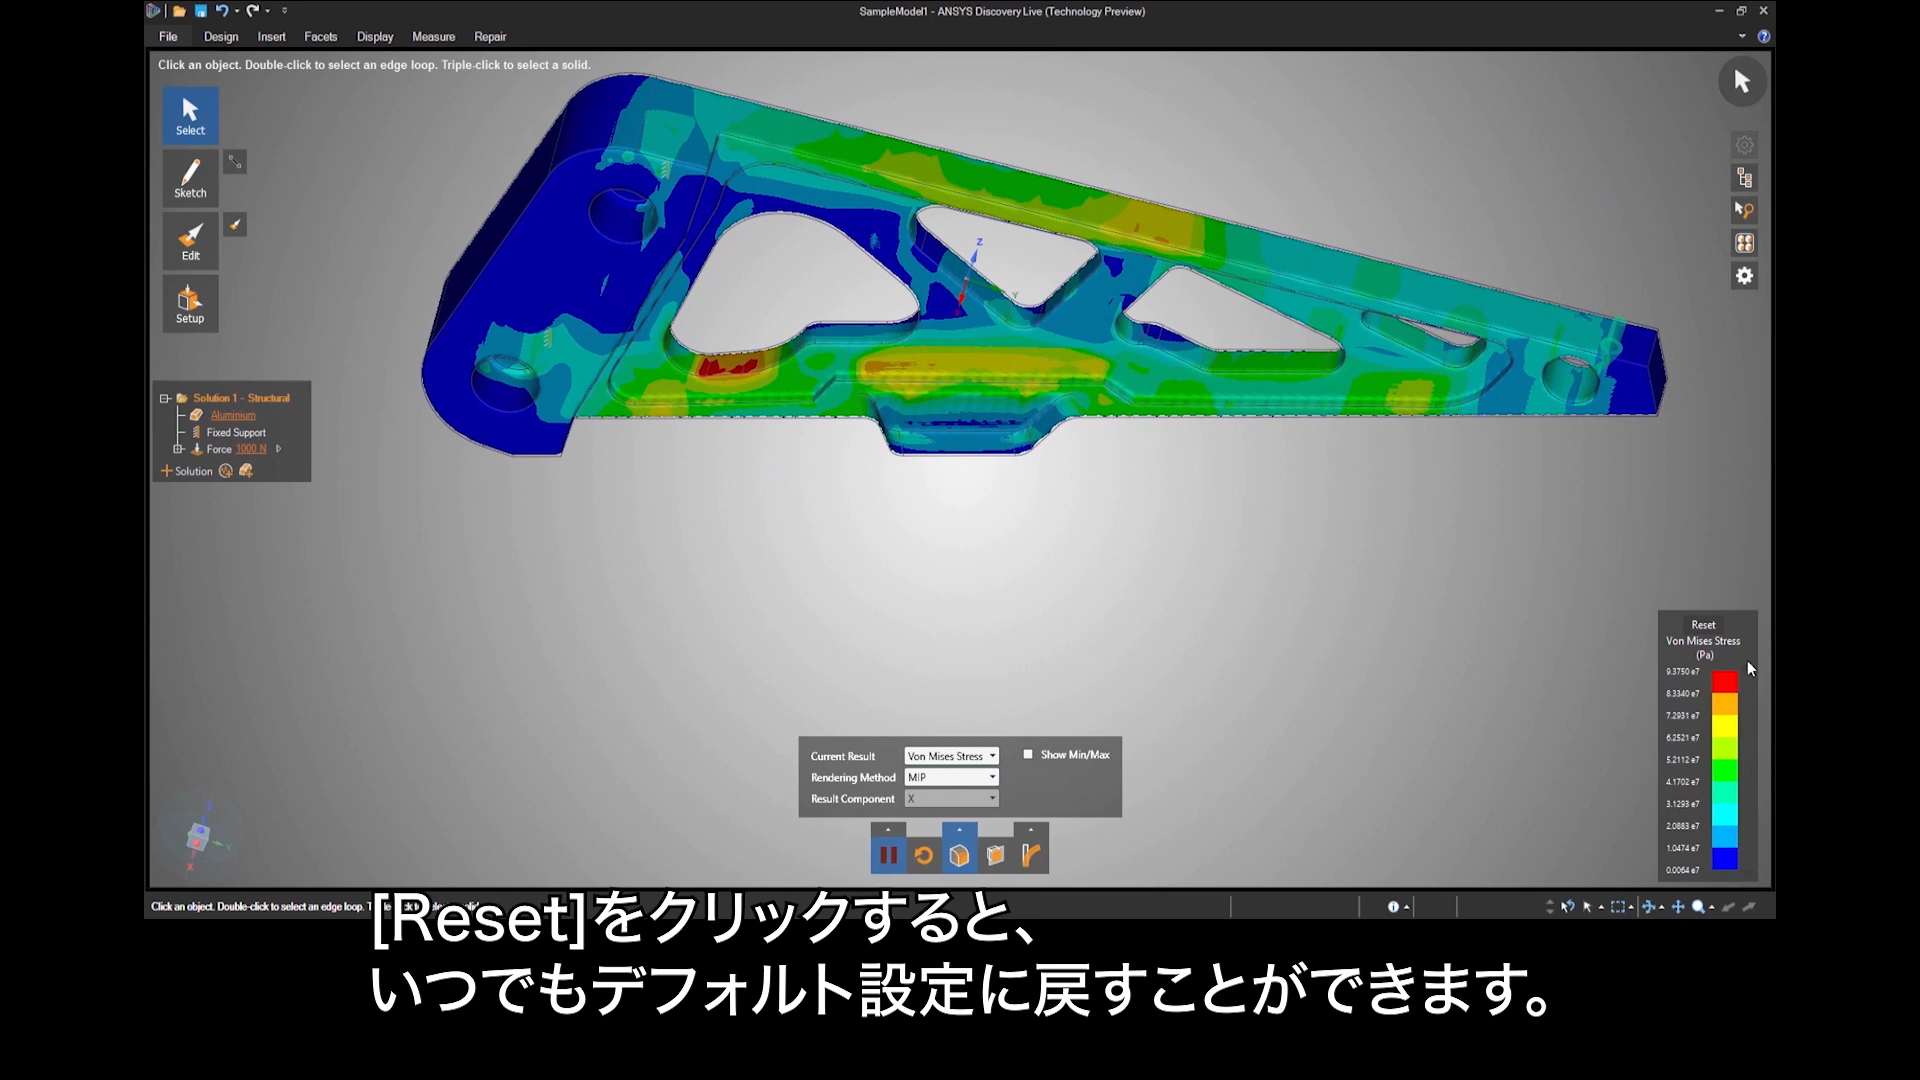 SampleModel1 - ANSYS Discovery Live (Technology Preview)
File Design Insert Facets Display Measure Repair
Click an object. Double-click to select an edge loop. Triple-click to select a solid.
Select
Sketch
Edit
Setup
Solution 1 - Structural
Aluminium
Fixed Support
Force 1000 N
Solution
Z
Y
Reset
Von Mises Stress
(Pa)
9.3750 e7
8.3340 e7
7.2931 e7
6.2521 e7
5.2112 e7
4.1702 e7
3.1293 e7
2.0883 e7
1.0474 e7
0.0064 e7
Current Result Von Mises Stress Show Min/Max
Rendering Method MIP
Result Component X
Y
X
Click an object. Double-click to select an edge loop.
[Reset]をクリックすると、
いつでもデフォルト設定に戻すことができます。